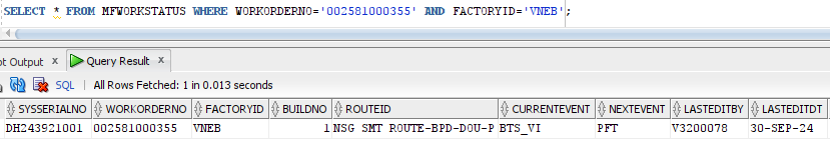 SELECT * FROM MFWORKSTATUS WHERE WORKORDERNO='002581000355' AND FACTORYID='VNEB';
ot Output x Query Result x
SQL | All Rows Fetched: 1 in 0.013 seconds
SYSSERIALNO WORKORDERNO FACTORYID BUILDNO ROUTEID CURRENTEVENT NEXTEVENT LASTEDITBY LASTEDITDT
DH243921001 002581000355 VNEB 1 NSG SMT ROUTE-BPD-DOU-P BTS_VI PFT V3200078 30-SEP-24